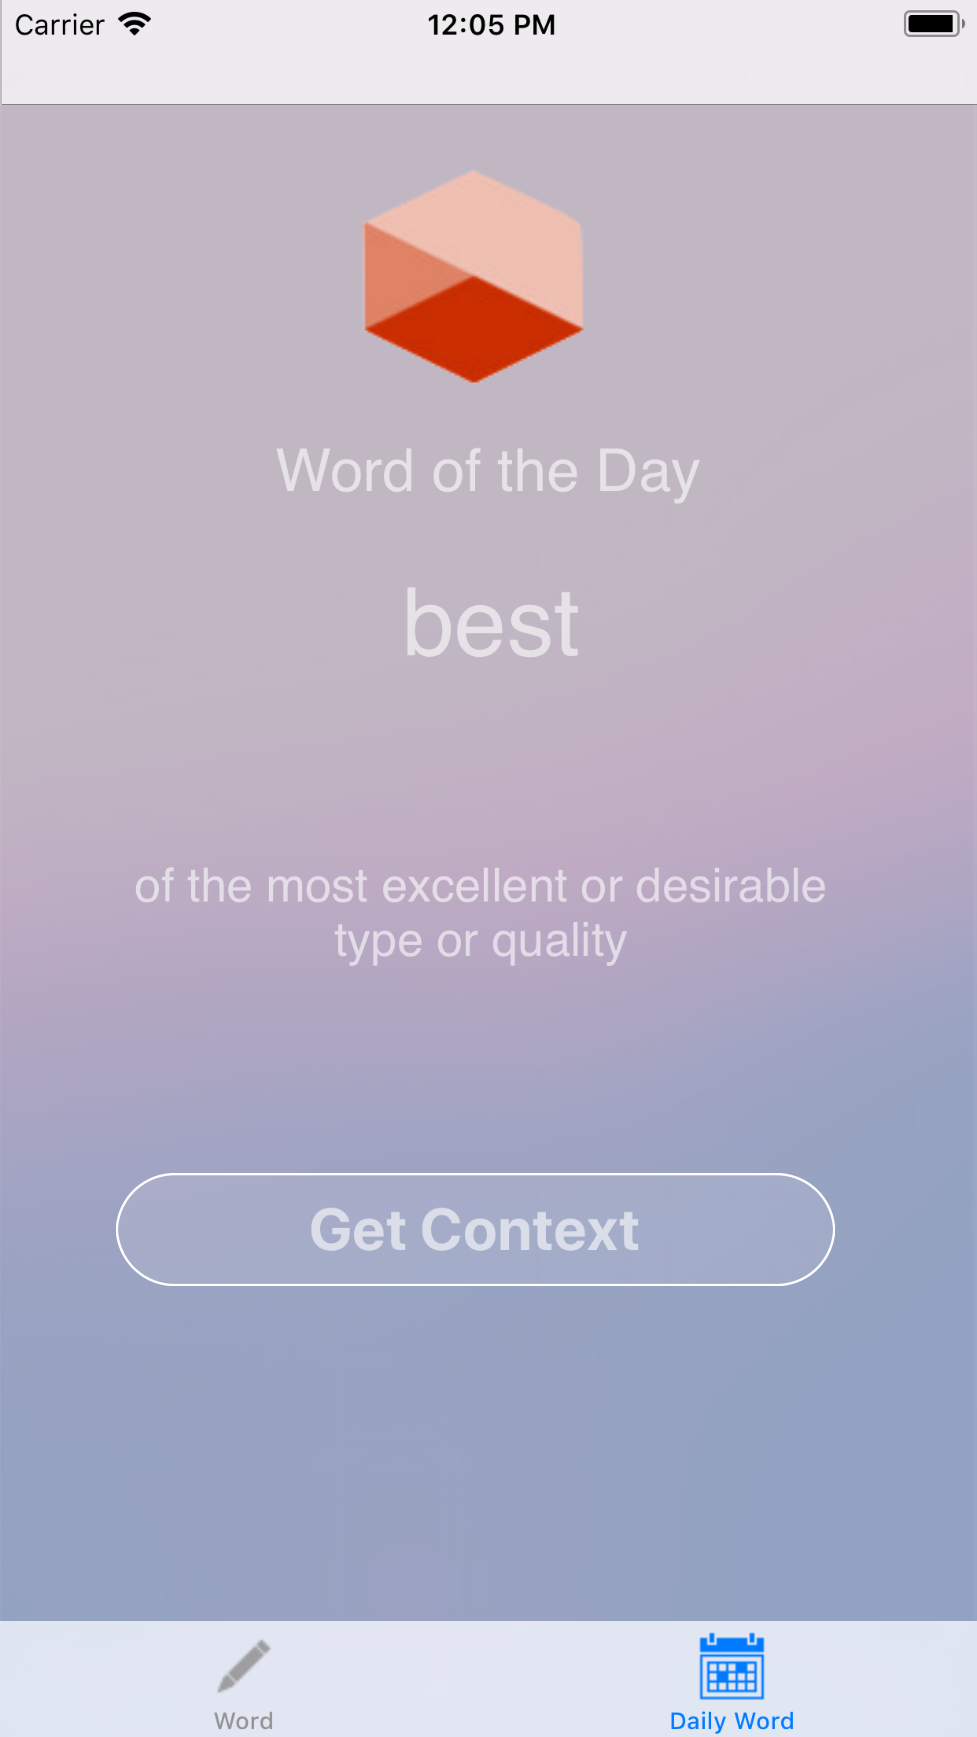 Carrier 12:05 PM
Word of the Day
best
of the most excellent or desirable
type or quality
Get Context
Word Daily Word